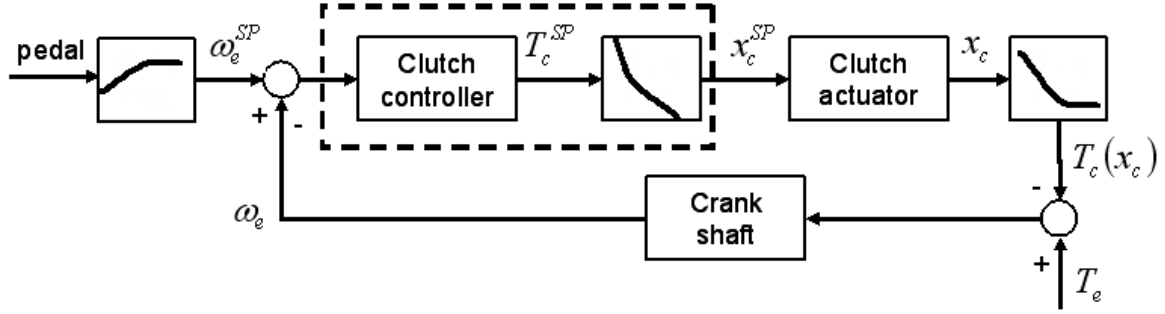 pedal
ω_e^SP
+
-
Clutch
controller
T_c^SP
x_c^SP
Clutch
actuator
x_c
T_c(x_c)
-
+
T_e
Crank
shaft
ω_e